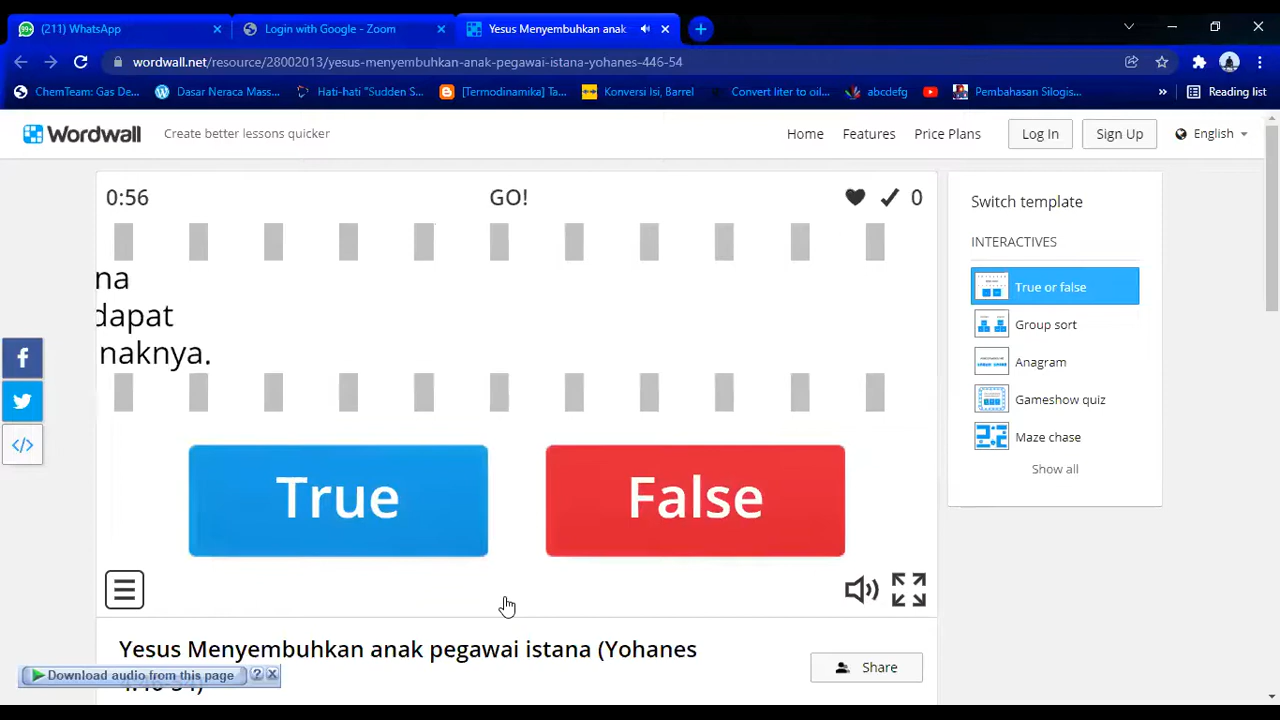 99+ (211) WhatsApp
Login with Google - Zoom
Yesus Menyembuhkan anak
wordwall.net/resource/28002013/yesus-menyembuhkan-anak-pegawai-istana-yohanes-446-54
ChemTeam: Gas De...
Dasar Neraca Mass...
Hati-hati "Sudden S...
[Termodinamika] Ta...
Konversi Isi, Barrel
Convert liter to oil...
abcdefg
Pembahasan Silogis...
»
Reading list
Wordwall
Create better lessons quicker
Home
Features
Price Plans
Log In
Sign Up
English
0:56
GO!
0
na
dapat
naknya.
True
False
Switch template
INTERACTIVES
True or false
Group sort
Anagram
Gameshow quiz
Maze chase
Show all
Yesus Menyembuhkan anak pegawai istana (Yohanes
Share
Download audio from this page